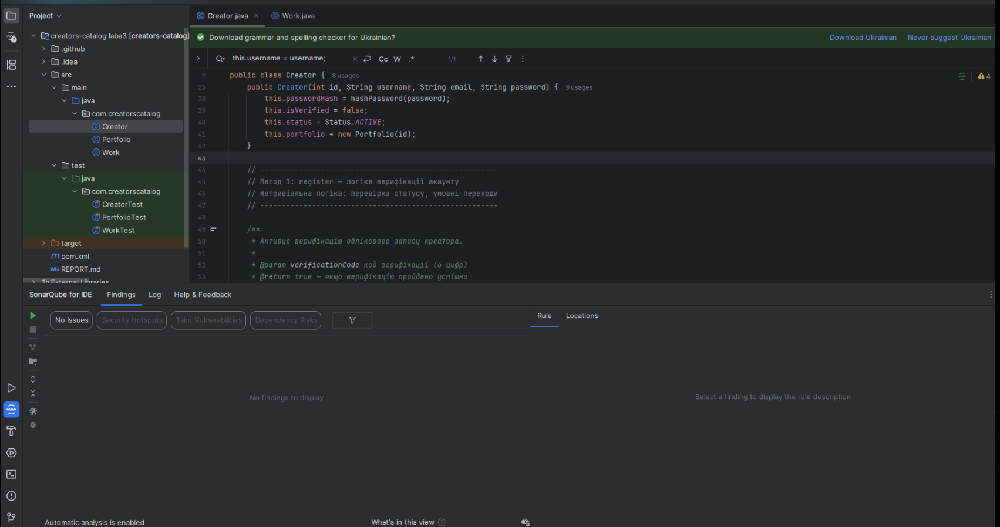 Project
creators-catalog laba3 [creators-catalog]
.github
.idea
src
main
java
com.creatorscatalog
Creator
Portfolio
Work
test
java
com.creatorscatalog
CreatorTest
PortfolioTest
WorkTest
target
pom.xml
REPORT.md
External Libraries
Creator.java
Work.java
Download grammar and spelling checker for Ukrainian?
Download Ukrainian
Never suggest Ukrainian
this.username = username;
Cc W .*
1/1
4
9 public class Creator { 8 usages
25 public Creator(int id, String username, String email, String password) { 9 usages
38 this.passwordHash = hashPassword(password);
39 this.isVerified = false;
40 this.status = Status.ACTIVE;
41 this.portfolio = new Portfolio(id);
42 }
43
44 // -------------------------------------------------------
45 // Метод 1: register — логіка верифікації акаунту
46 // Нетривіальна логіка: перевірка статусу, умовні переходи
47 // -------------------------------------------------------
48
49 /**
50 * Активує верифікацію облікового запису креатора.
51 *
52 * @param verificationCode код верифікації (6 цифр)
53 * @return true — якщо верифікацію пройдено успішно
SonarQube for IDE
Findings
Log
Help & Feedback
No Issues
Security Hotspots
Taint Vulnerabilities
Dependency Risks
Rule
Locations
No findings to display
Select a finding to display the rule description
Automatic analysis is enabled
What's in this view